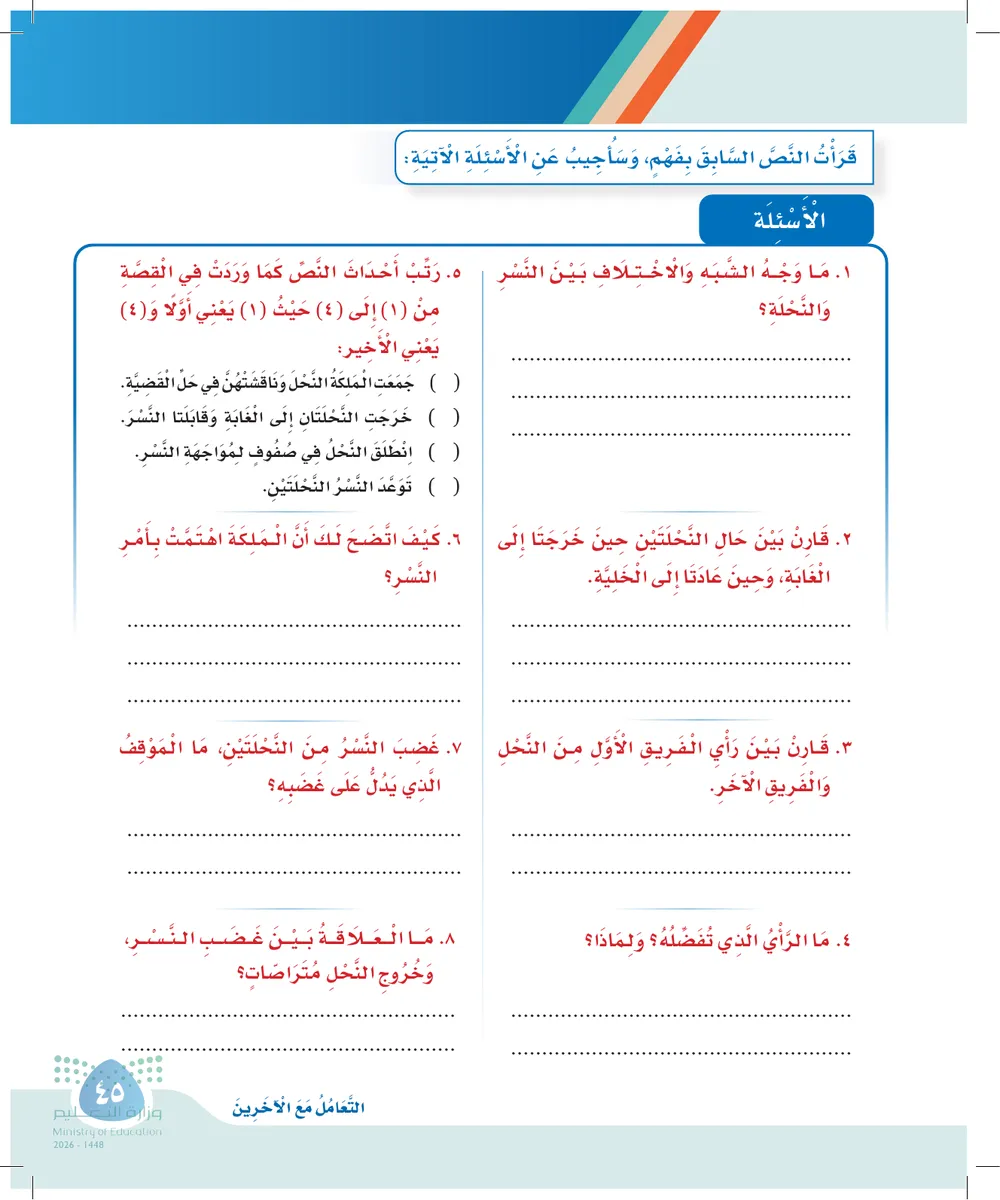 قَرَأْتُ النَّصَّ السَّابِقَ بِفَهْمٍ، وَسَأُجِيبُ عَنِ الْأَسْئِلَةِ الْآتِيَةِ:
الْأَسْئِلَة
١. مَا وَجْهُ الشَّبَهِ وَالْاخْتِلَافِ بَيْنَ النَّسْرِ
وَالنَّحْلَةِ؟
.......................................................
.......................................................
.......................................................
٢. قَارِنْ بَيْنَ حَالِ النَّحْلَتَيْنِ حِينَ خَرَجَتَا إِلَى
الْغَابَةِ، وَحِينَ عَادَتَا إِلَى الْخَلِيَّةِ.
.......................................................
.......................................................
.......................................................
٣. قَارِنْ بَيْنَ رَأْيِ الْفَرِيقِ الْأَوَّلِ مِنَ النَّحْلِ
وَالْفَرِيقِ الْآخَرِ.
.......................................................
.......................................................
٤. مَا الرَّأْيُ الَّذِي تُفَضِّلُهُ؟ وَلِمَاذَا؟
.......................................................
.......................................................
٥. رَتِّبْ أَحْدَاثَ النَّصِّ كَمَا وَرَدَتْ فِي الْقِصَّةِ
مِنْ (١) إِلَى (٤) حَيْثُ (١) يَعْنِي أَوَّلًا وَ(٤)
يَعْنِي الْأَخِير:
( ) جَمَعَتِ الْمَلِكَةُ النَّحْلَ وَنَاقَشَتْهُنَّ فِي حَلِّ الْقَضِيَّةِ.
( ) خَرَجَتِ النَّحْلَتَانِ إِلَى الْغَابَةِ وَقَابَلَتا النَّسْرَ.
( ) اِنْطَلَقَ النَّحْلُ فِي صُفُوفٍ لِمُوَاجَهَةِ النَّسْرِ.
( ) تَوَعَّدَ النَّسْرُ النَّحْلَتَيْنِ.
٦. كَيْفَ اتَّضَحَ لَكَ أَنَّ الْمَلِكَةَ اهْتَمَّتْ بِأَمْرِ
النَّسْرِ؟
.......................................................
.......................................................
.......................................................
٧. غَضِبَ النَّسْرُ مِنَ النَّحْلَتَيْنِ، مَا الْمَوْقِفُ
الَّذِي يَدُلُّ عَلَى غَضَبِهِ؟
.......................................................
.......................................................
٨. مَا الْعَلَاقَةُ بَيْنَ غَضَبِ النَّسْرِ،
وَخُرُوجِ النَّحْلِ مُتَرَاصَّاتٍ؟
.......................................................
.......................................................
التَّعَامُلُ مَعَ الْآخَرِينَ
٤٥
وزارة التعليم
Ministry of Education
2026 - 1448